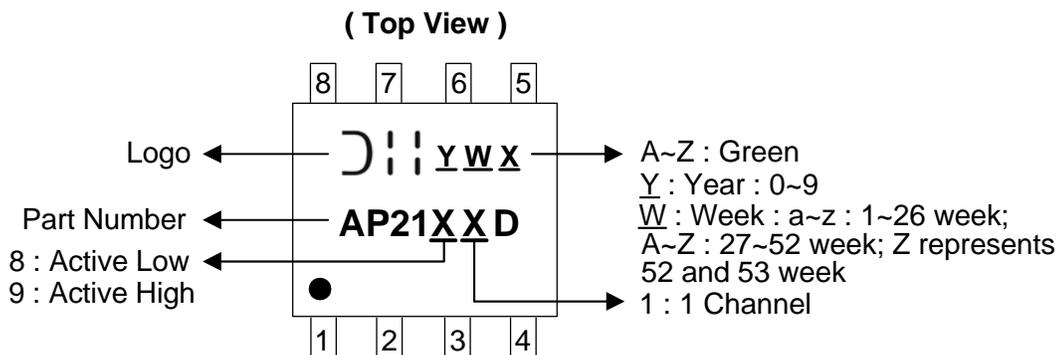 ( Top View )
8 7 6 5
Logo
Y W X
A~Z : Green
Y : Year : 0~9
W : Week : a~z : 1~26 week;
A~Z : 27~52 week; Z represents
52 and 53 week
Part Number
AP21XXD
8 : Active Low
9 : Active High
1 : 1 Channel
1 2 3 4